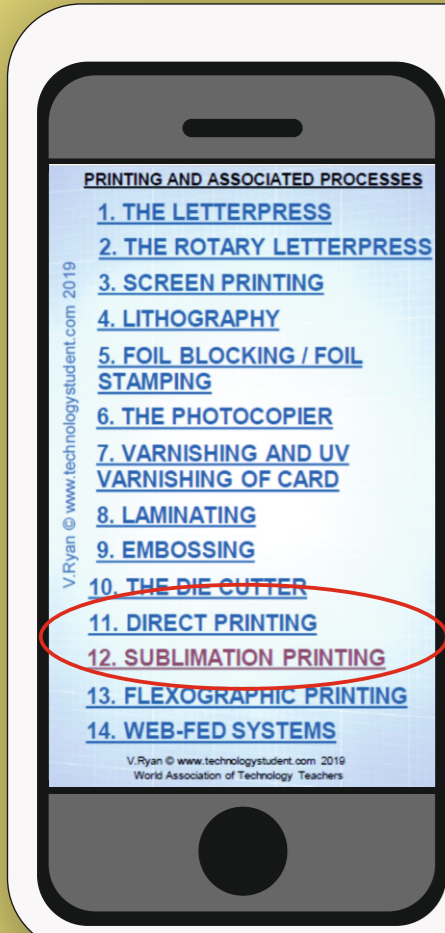 PRINTING AND ASSOCIATED PROCESSES
1. THE LETTERPRESS
2. THE ROTARY LETTERPRESS
3. SCREEN PRINTING
4. LITHOGRAPHY
5. FOIL BLOCKING / FOIL
STAMPING
6. THE PHOTOCOPIER
7. VARNISHING AND UV
VARNISHING OF CARD
8. LAMINATING
9. EMBOSSING
10. THE DIE CUTTER
11. DIRECT PRINTING
12. SUBLIMATION PRINTING
13. FLEXOGRAPHIC PRINTING
14. WEB-FED SYSTEMS
V.Ryan © www.technologystudent.com 2019
World Association of Technology Teachers
V.Ryan © www.technologystudent.com 2019